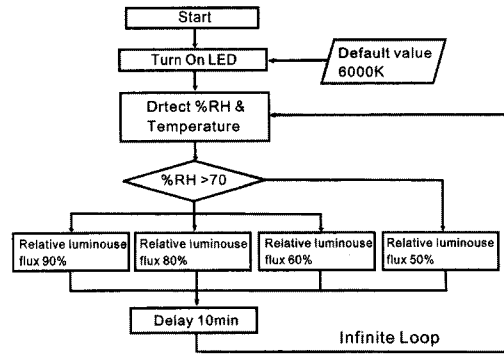 Start
Turn On LED
Default value
6000K
Drtect %RH &
Temperature
%RH >70
Relative luminouse
flux 90%
Relative luminouse
flux 80%
Relative luminouse
flux 60%
Relative luminouse
flux 50%
Delay 10min
Infinite Loop